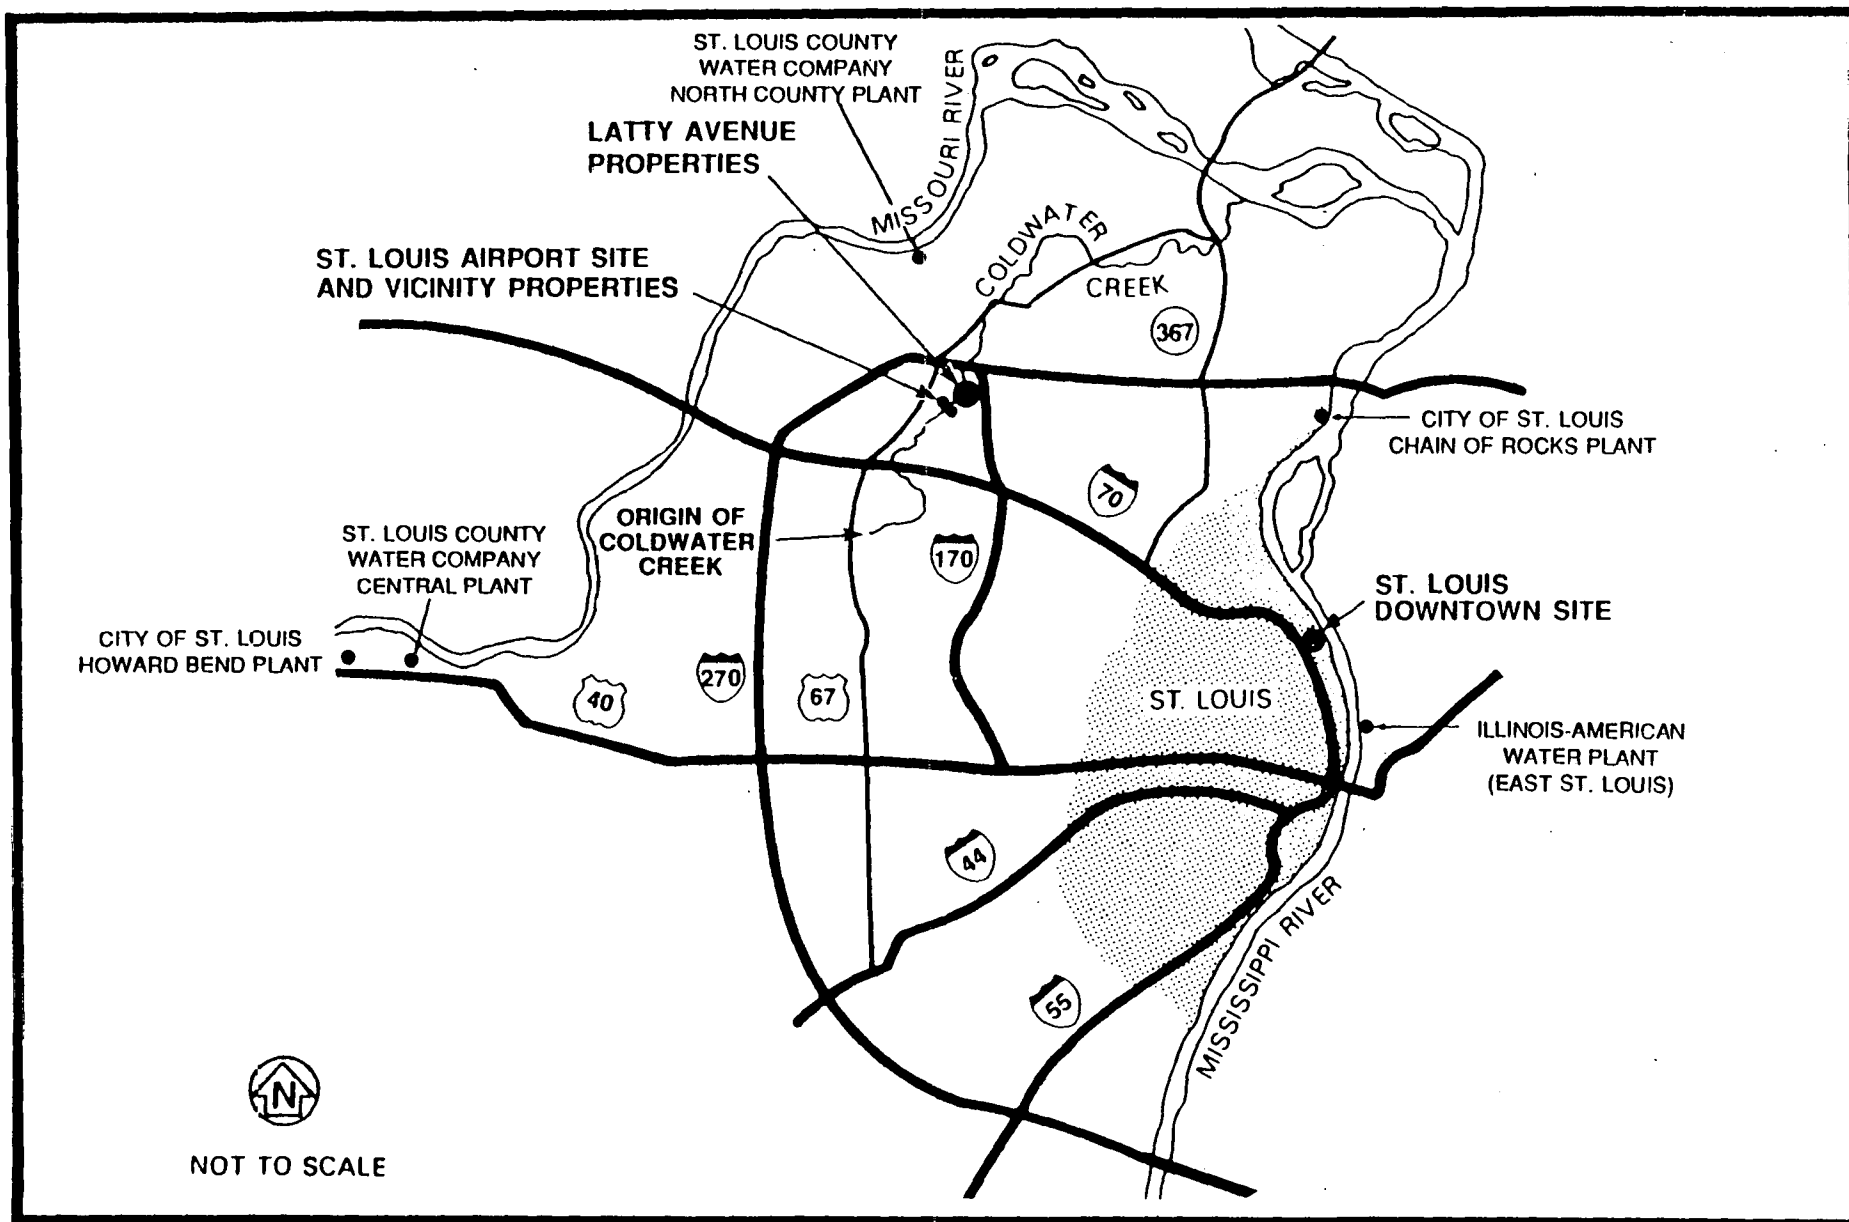 ST. LOUIS COUNTY
WATER COMPANY
NORTH COUNTY PLANT
LATTY AVENUE
PROPERTIES
MISSOURI RIVER
ST. LOUIS AIRPORT SITE
AND VICINITY PROPERTIES
COLDWATER
CREEK
367
CITY OF ST. LOUIS
CHAIN OF ROCKS PLANT
70
ORIGIN OF
COLDWATER
CREEK
170
ST. LOUIS COUNTY
WATER COMPANY
CENTRAL PLANT
ST. LOUIS
DOWNTOWN SITE
CITY OF ST. LOUIS
HOWARD BEND PLANT
40
270
67
ST. LOUIS
ILLINOIS-AMERICAN
WATER PLANT
(EAST ST. LOUIS)
44
55
MISSISSIPPI RIVER
N
NOT TO SCALE